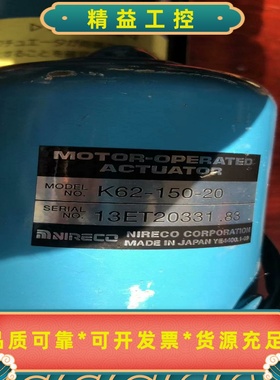 精益工控
MOTOR-OPERATED
ACTUATOR
MODEL NO. K62-150-20
SERIAL NO. 13ET20331.83
NIRECO NIRECO CORPORATION
MADE IN JAPAN
品质可靠*可开发票*货源充足